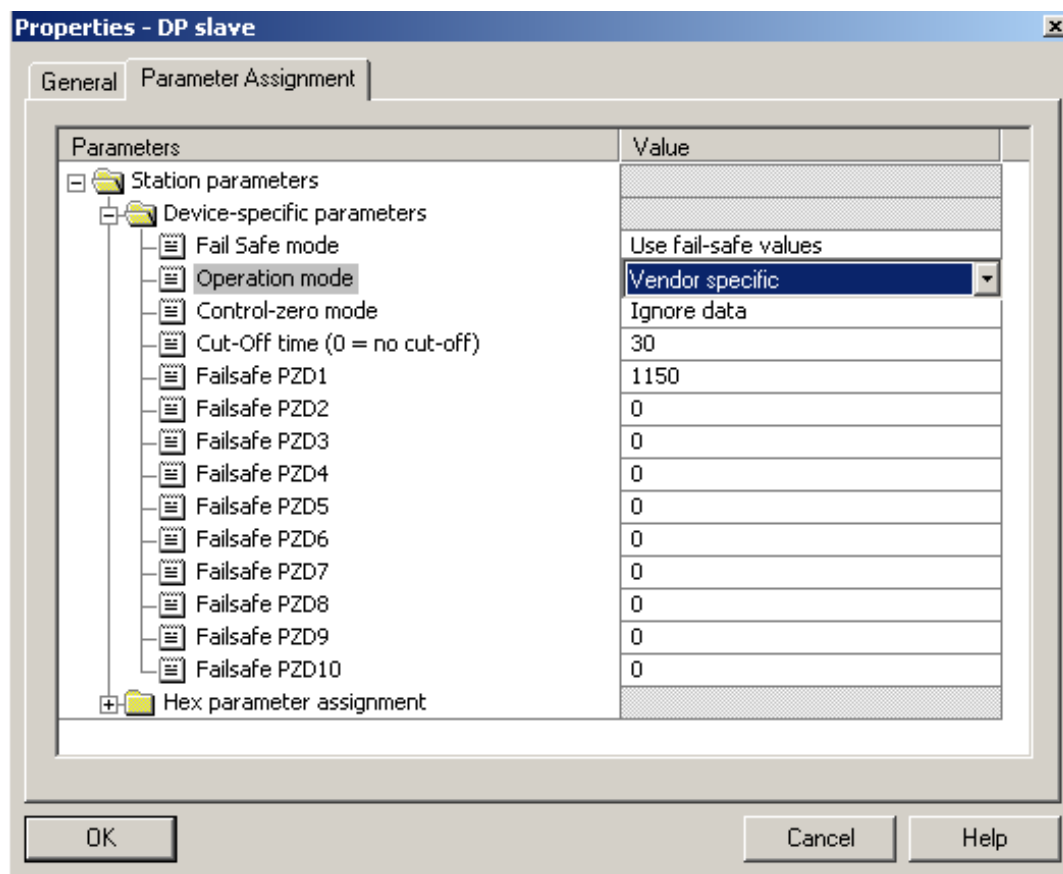 Properties - DP slave
General Parameter Assignment
Parameters Value
Station parameters
Device-specific parameters
Fail Safe mode Use fail-safe values
Operation mode Vendor specific
Control-zero mode Ignore data
Cut-Off time (0 = no cut-off) 30
Failsafe PZD1 1150
Failsafe PZD2 0
Failsafe PZD3 0
Failsafe PZD4 0
Failsafe PZD5 0
Failsafe PZD6 0
Failsafe PZD7 0
Failsafe PZD8 0
Failsafe PZD9 0
Failsafe PZD10 0
Hex parameter assignment
OK Cancel Help